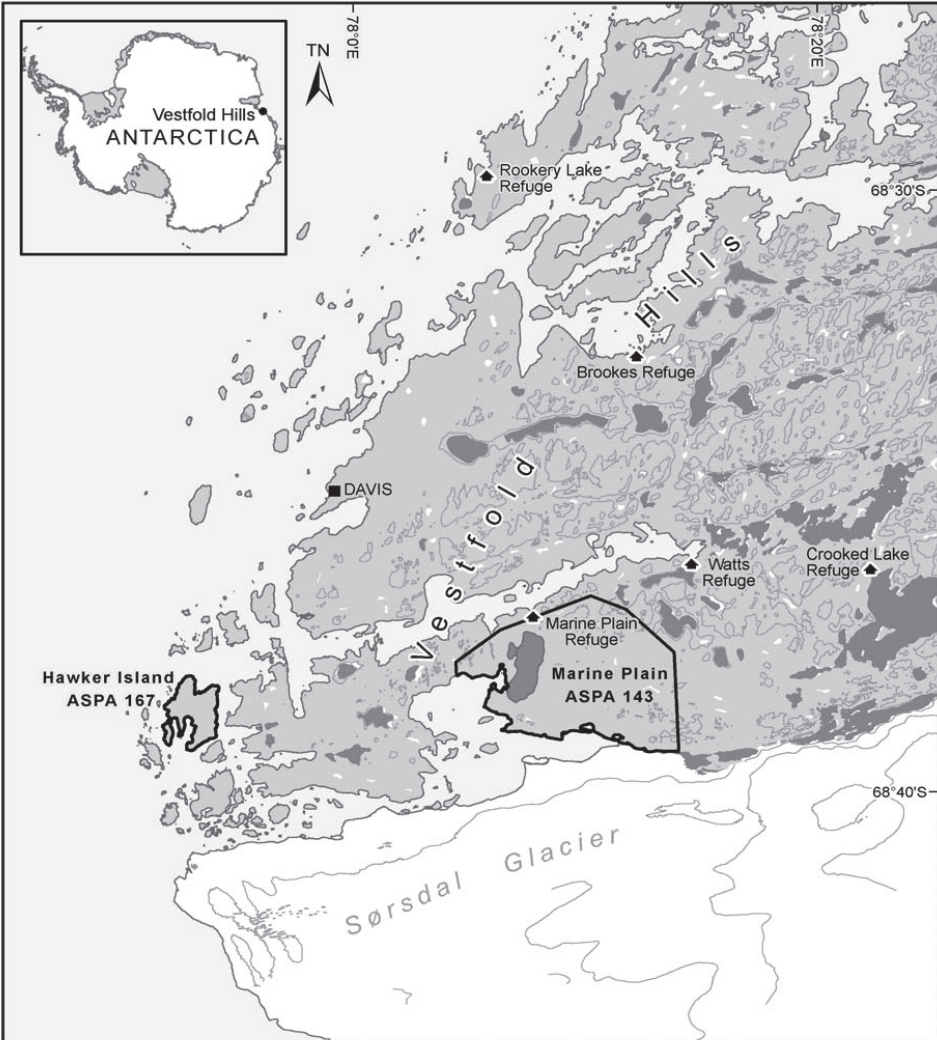 78°0'E
78°20'E
TN
Vestfold Hills
ANTARCTICA
Rookery Lake
Refuge
68°30'S
Vestfold Hills
Brookes Refuge
DAVIS
Watts
Refuge
Crooked Lake
Refuge
Marine Plain
Refuge
Marine Plain
ASPA 143
Hawker Island
ASPA 167
68°40'S
Sørsdal Glacier